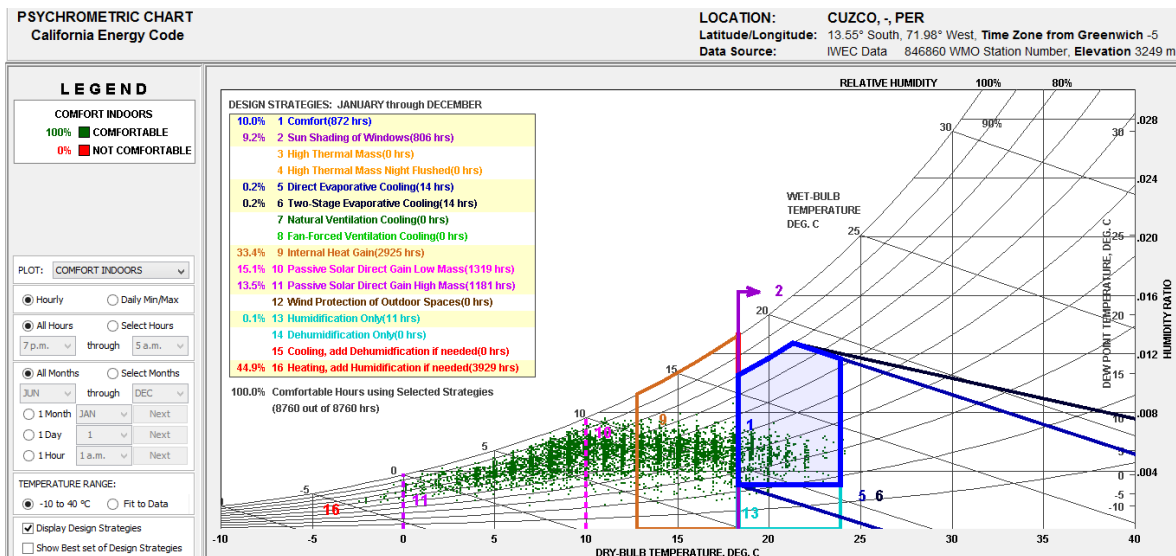 PSYCHROMETRIC CHART
California Energy Code
LOCATION: CUZCO, -, PER
Latitude/Longitude: 13.55° South, 71.98° West, Time Zone from Greenwich -5
Data Source: IWEC Data 846860 WMO Station Number, Elevation 3249 m
LEGEND
COMFORT INDOORS
100% COMFORTABLE
0% NOT COMFORTABLE
PLOT: COMFORT INDOORS
Hourly Daily Min/Max
All Hours Select Hours
7 p.m. through 5 a.m.
All Months Select Months
JUN through DEC
1 Month JAN Next
1 Day 1 Next
1 Hour 1 a.m. Next
TEMPERATURE RANGE:
-10 to 40 ºC Fit to Data
Display Design Strategies
Show Best set of Design Strategies
DESIGN STRATEGIES: JANUARY through DECEMBER
10.0% 1 Comfort(872 hrs)
9.2% 2 Sun Shading of Windows(806 hrs)
3 High Thermal Mass(0 hrs)
4 High Thermal Mass Night Flushed(0 hrs)
0.2% 5 Direct Evaporative Cooling(14 hrs)
0.2% 6 Two-Stage Evaporative Cooling(14 hrs)
7 Natural Ventilation Cooling(0 hrs)
8 Fan-Forced Ventilation Cooling(0 hrs)
33.4% 9 Internal Heat Gain(2925 hrs)
15.1% 10 Passive Solar Direct Gain Low Mass(1319 hrs)
13.5% 11 Passive Solar Direct Gain High Mass(1181 hrs)
12 Wind Protection of Outdoor Spaces(0 hrs)
0.1% 13 Humidification Only(11 hrs)
14 Dehumidification Only(0 hrs)
15 Cooling, add Dehumidification if needed(0 hrs)
44.9% 16 Heating, add Humidification if needed(3929 hrs)
100.0% Comfortable Hours using Selected Strategies
(8760 out of 8760 hrs)
RELATIVE HUMIDITY 100% 80%
90%
WET-BULB
TEMPERATURE
DEG. C
30
25
20
15
10
5
0
-5
2
9
1
10
11
16
13
5 6
DEW POINT TEMPERATURE, DEG. C
30
25
20
15
10
5
0
-5
-10
HUMIDITY RATIO
.028
.024
.020
.016
.012
.008
.004
-10 -5 0 5 10 15 20 25 30 35 40
DRY-BULB TEMPERATURE, DEG. C